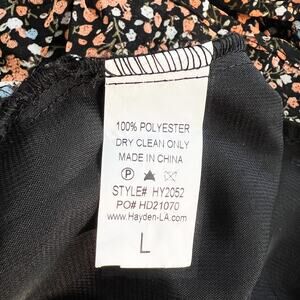 100% POLYESTER
DRY CLEAN ONLY
MADE IN CHINA
P
STYLE# HY2052
PO# HD21070
www.Hayden-LA.com
L